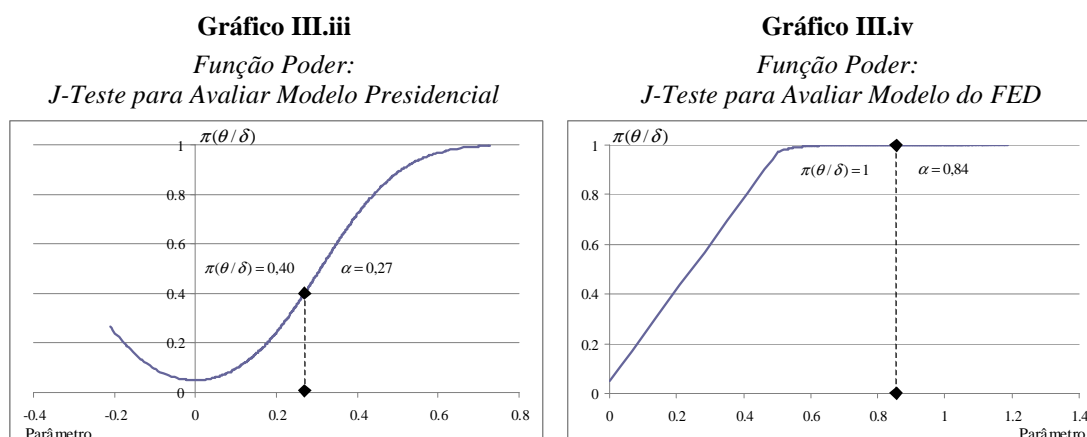 Gráfico III.iii
Função Poder:
J-Teste para Avaliar Modelo Presidencial
π(θ/δ)
1
0.8
0.6
π(θ/δ)=0,40 α=0,27
0.4
0.2
0
-0.4 -0.2 0 0.2 0.4 0.6 0.8
Parâmetro
Gráfico III.iv
Função Poder:
J-Teste para Avaliar Modelo do FED
π(θ/δ)
1
π(θ/δ)=1 α=0,84
0.8
0.6
0.4
0.2
0
0 0.2 0.4 0.6 0.8 1 1.2 1.4
Parâmetro